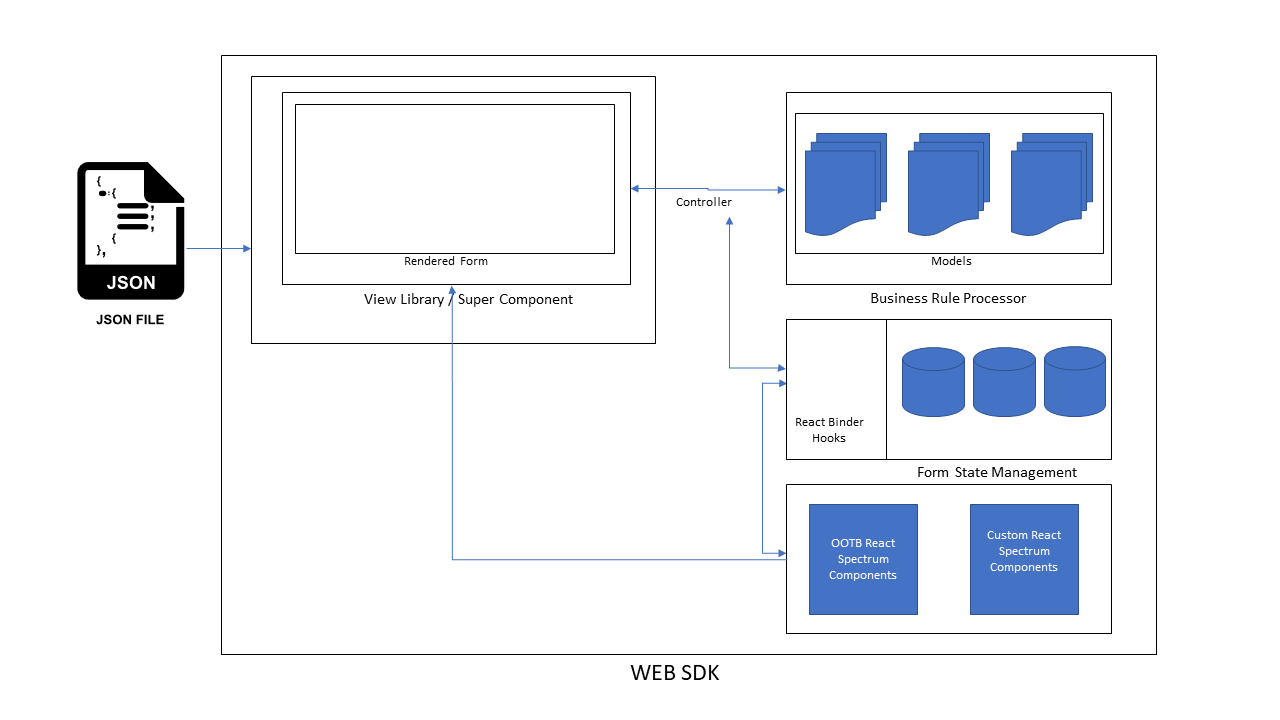 {
:{
;
;
;
{
},
JSON
JSON FILE
Rendered Form
View Library / Super Component
Controller
Models
Business Rule Processor
React Binder
Hooks
Form State Management
OOTB React
Spectrum
Components
Custom React
Spectrum
Components
WEB SDK